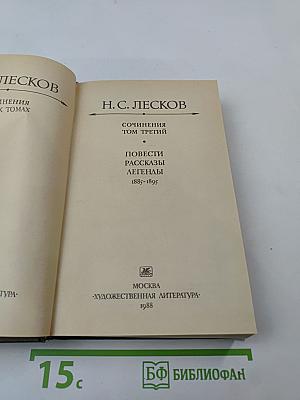 ЛЕСКОВ
НЕНИЯ
Х ТОМАХ
ТУРА·
Н. С. ЛЕСКОВ
СОЧИНЕНИЯ
ТОМ ТРЕТИЙ
ПОВЕСТИ
РАССКАЗЫ
ЛЕГЕНДЫ
1885–1895
МОСКВА
·ХУДОЖЕСТВЕННАЯ ЛИТЕРАТУРА·
1988
15с
БФ БИБЛИОФАН